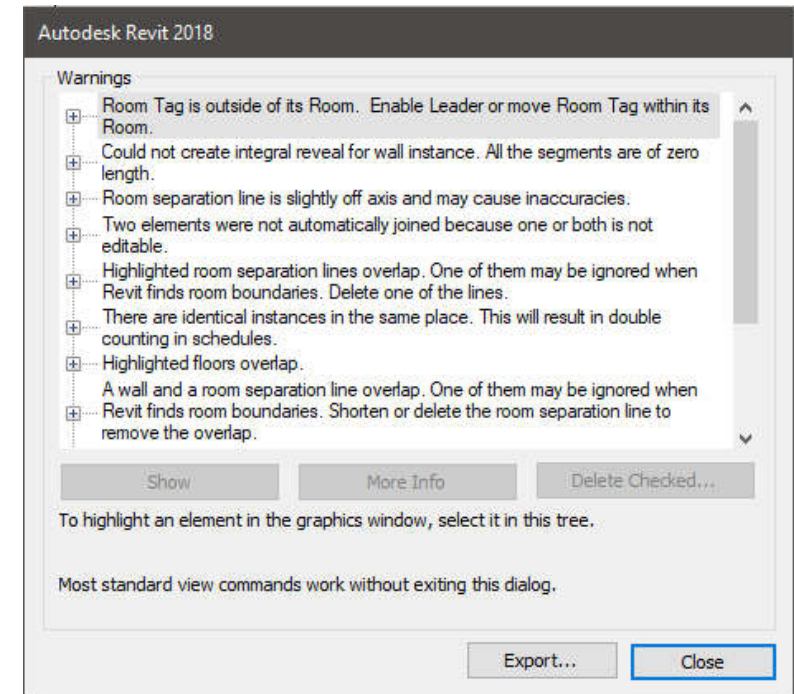 Autodesk Revit 2018
Warnings
Room Tag is outside of its Room. Enable Leader or move Room Tag within its
Room.
Could not create integral reveal for wall instance. All the segments are of zero
length.
Room separation line is slightly off axis and may cause inaccuracies.
Two elements were not automatically joined because one or both is not
editable.
Highlighted room separation lines overlap. One of them may be ignored when
Revit finds room boundaries. Delete one of the lines.
There are identical instances in the same place. This will result in double
counting in schedules.
Highlighted floors overlap.
A wall and a room separation line overlap. One of them may be ignored when
Revit finds room boundaries. Shorten or delete the room separation line to
remove the overlap.
Show More Info Delete Checked...
To highlight an element in the graphics window, select it in this tree.
Most standard view commands work without exiting this dialog.
Export... Close